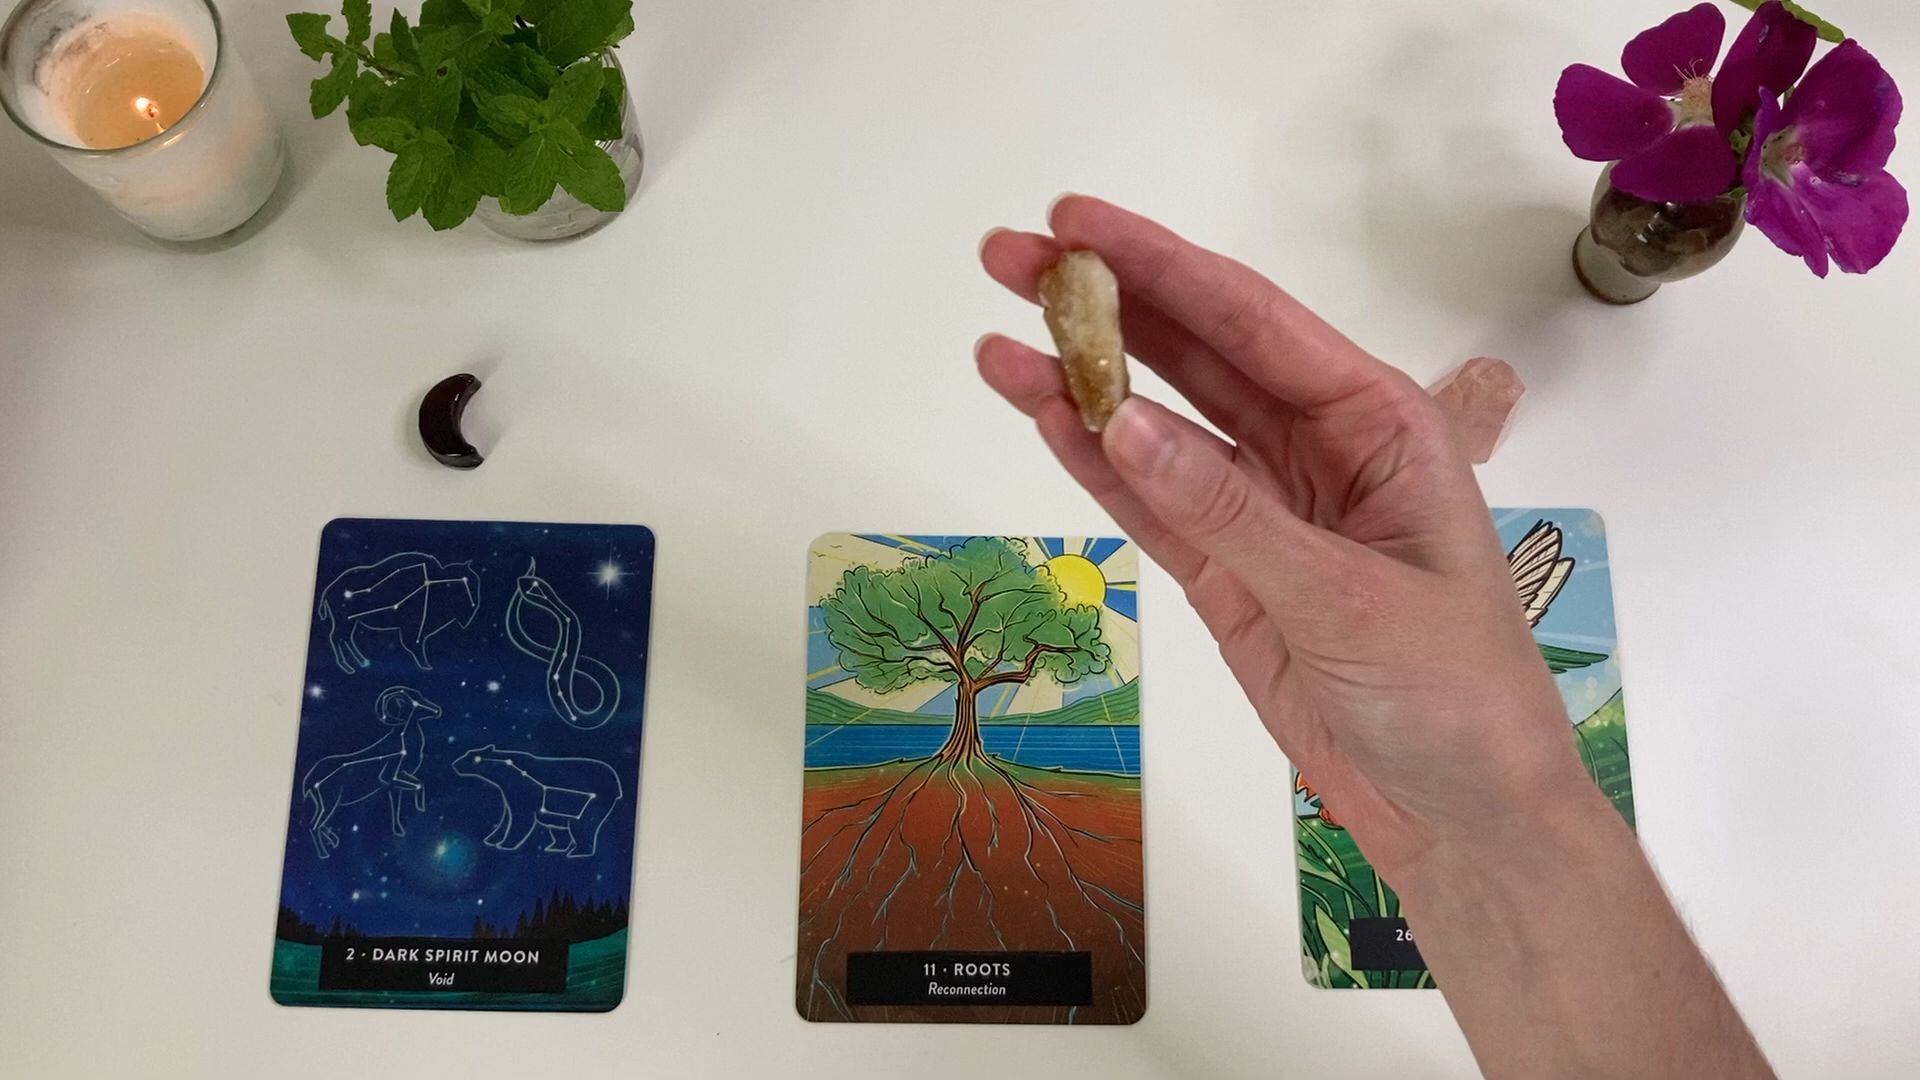 2 · DARK SPIRIT MOON
Void
11 · ROOTS
Reconnection
26